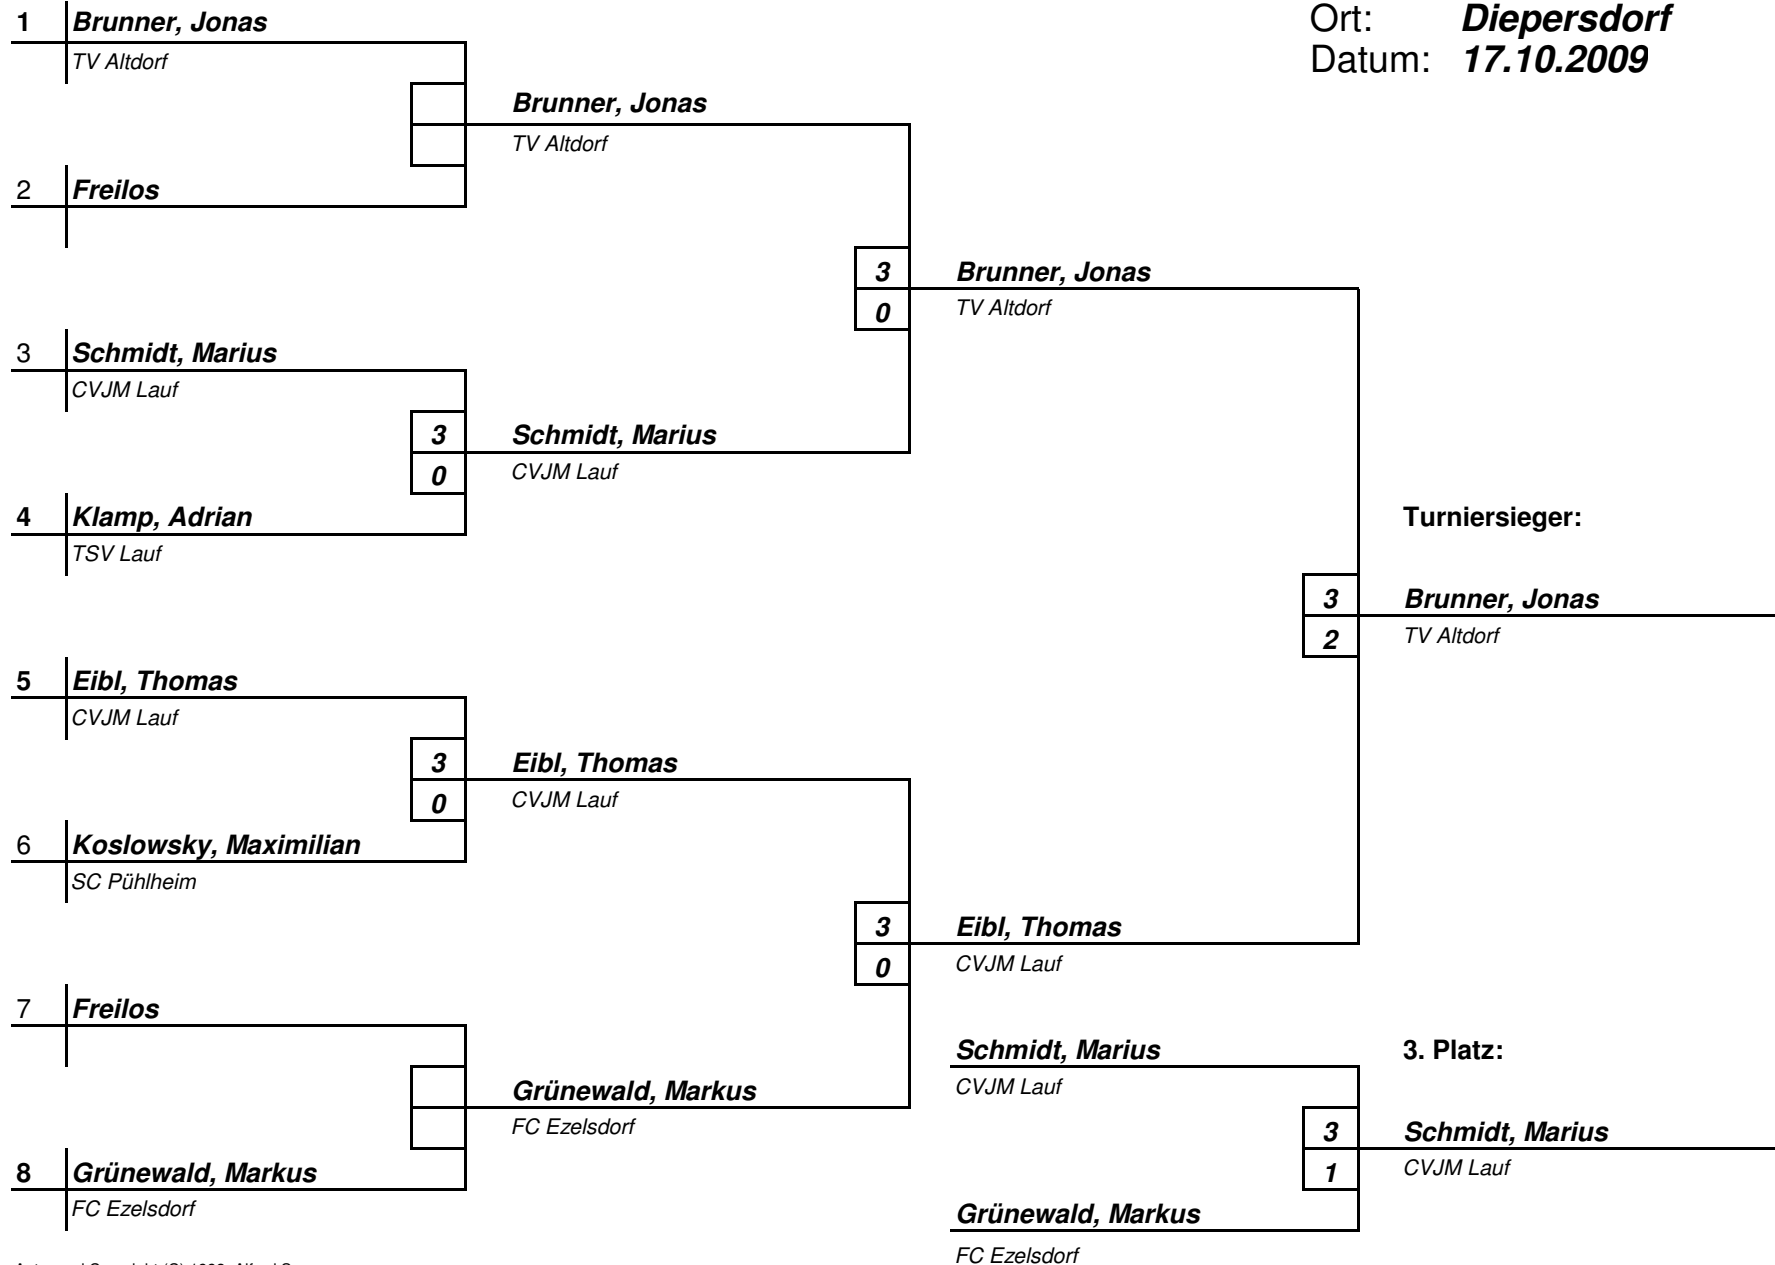 Ort: Diepersdorf
Datum: 17.10.2009
1 Brunner, Jonas
TV Altdorf
Brunner, Jonas
TV Altdorf
2 Freilos
3 Brunner, Jonas
0 TV Altdorf
3 Schmidt, Marius
CVJM Lauf
3 Schmidt, Marius
0 CVJM Lauf
4 Klamp, Adrian
TSV Lauf
Turniersieger:
3 Brunner, Jonas
2 TV Altdorf
5 Eibl, Thomas
CVJM Lauf
3 Eibl, Thomas
0 CVJM Lauf
6 Koslowsky, Maximilian
SC Pühlheim
3 Eibl, Thomas
0 CVJM Lauf
7 Freilos
Schmidt, Marius
CVJM Lauf
3. Platz:
Grünewald, Markus
FC Ezelsdorf
3 Schmidt, Marius
1 CVJM Lauf
8 Grünewald, Markus
FC Ezelsdorf
Grünewald, Markus
FC Ezelsdorf